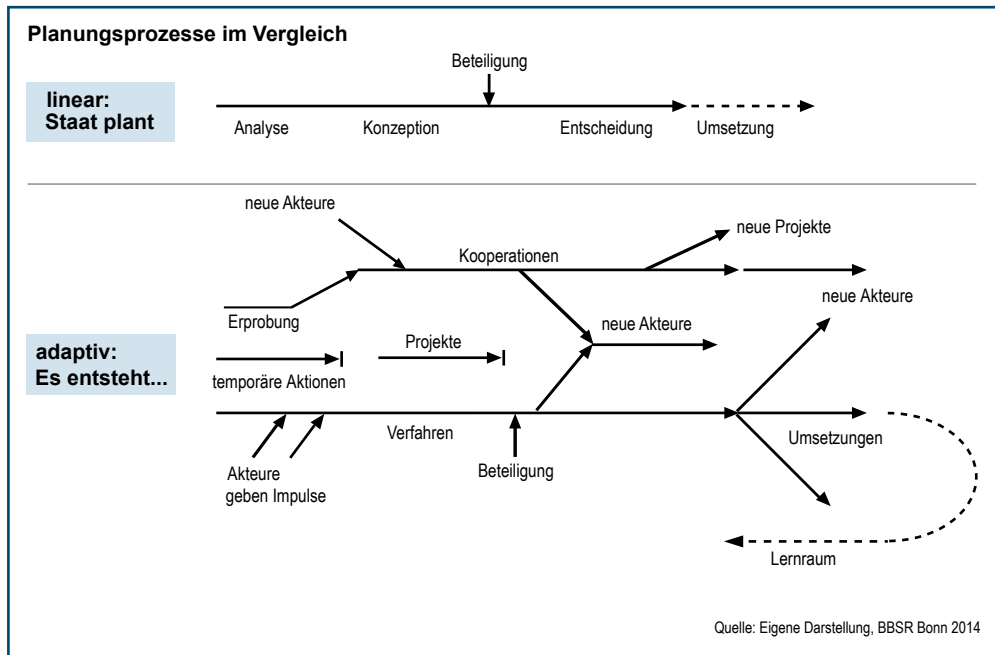 Planungsprozesse im Vergleich
Beteiligung
linear:
Staat plant
Analyse
Konzeption
Entscheidung
Umsetzung
neue Akteure
neue Projekte
Kooperationen
neue Akteure
Erprobung
neue Akteure
Projekte
adaptiv:
Es entsteht...
temporäre Aktionen
Verfahren
Umsetzungen
Akteure
geben Impulse
Beteiligung
Lernraum
Quelle: Eigene Darstellung, BBSR Bonn 2014